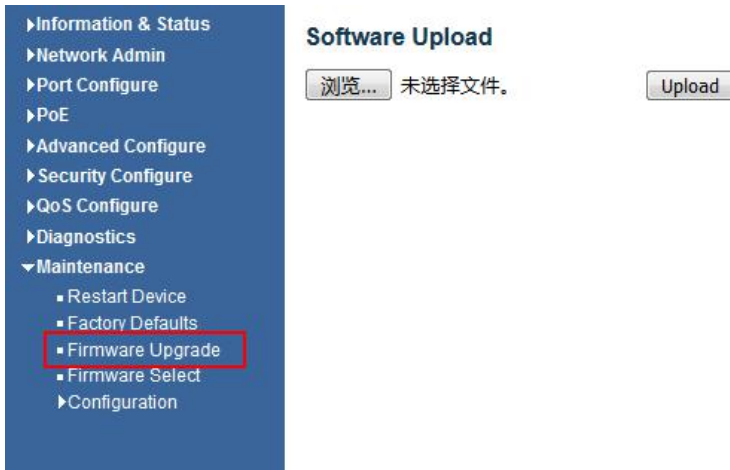 Information & Status
Network Admin
Port Configure
PoE
Advanced Configure
Security Configure
QoS Configure
Diagnostics
Maintenance
Restart Device
Factory Defaults
Firmware Upgrade
Firmware Select
Configuration
Software Upload
浏览... 未选择文件。 Upload